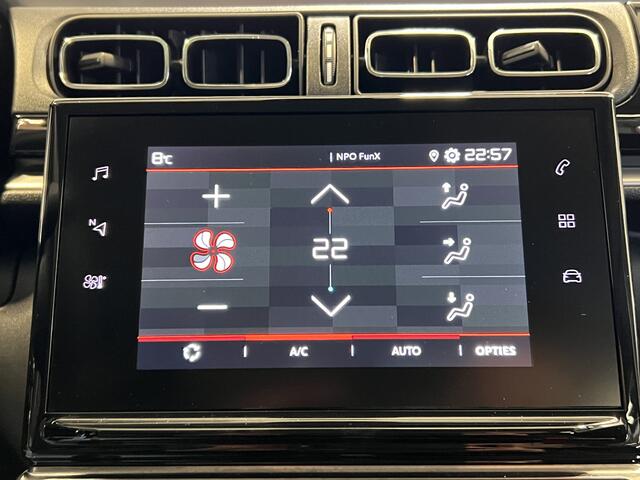 8°C | NPO FunX 22:57
N
22
A/C AUTO OPTIES